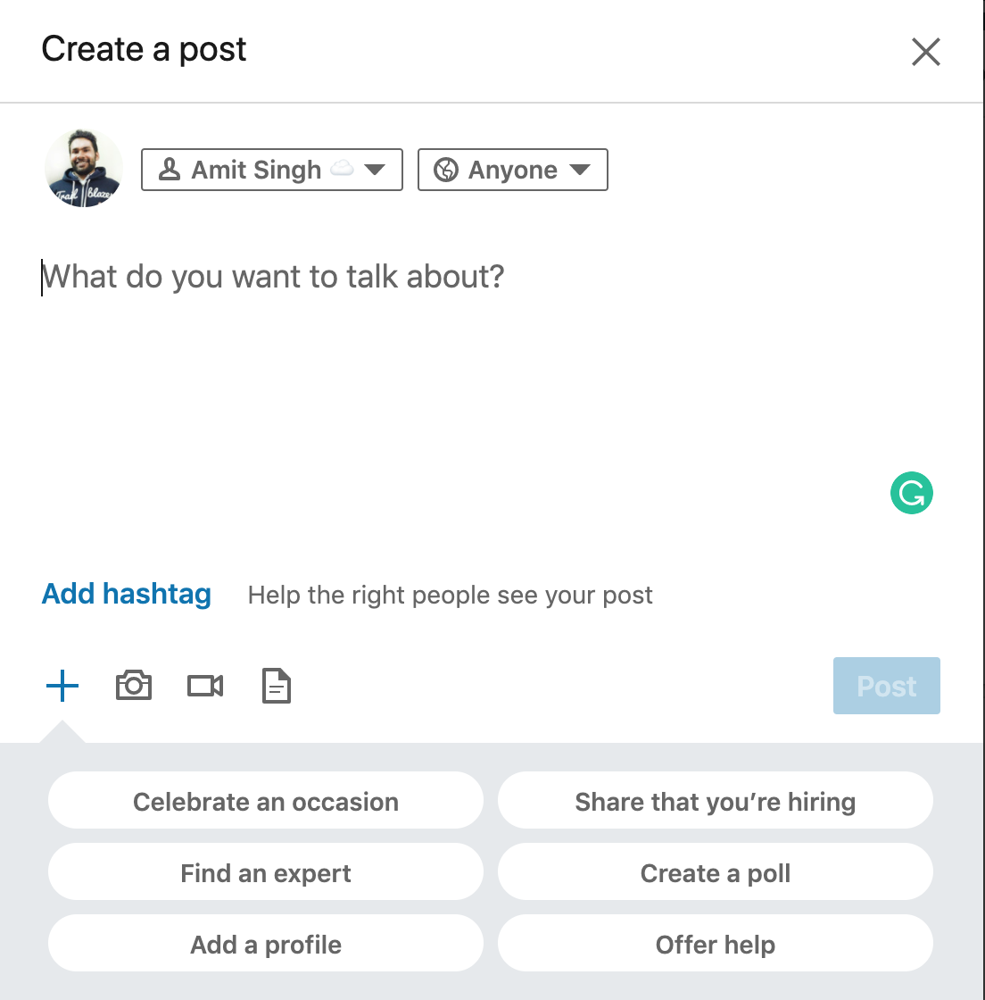 Create a post
Trail Blazer
Amit Singh ☁️
Anyone
What do you want to talk about?
Add hashtag
Help the right people see your post
Post
Celebrate an occasion
Share that you’re hiring
Find an expert
Create a poll
Add a profile
Offer help